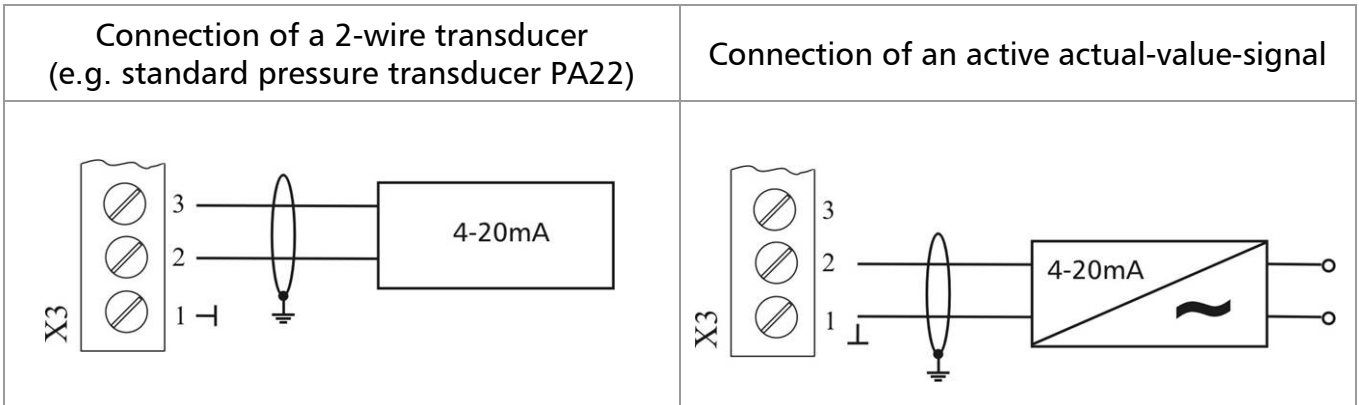 Connection of a 2-wire transducer
(e.g. standard pressure transducer PA22)
Connection of an active actual-value-signal
3
2
1
X3
4-20mA
3
2
1
X3
4-20mA